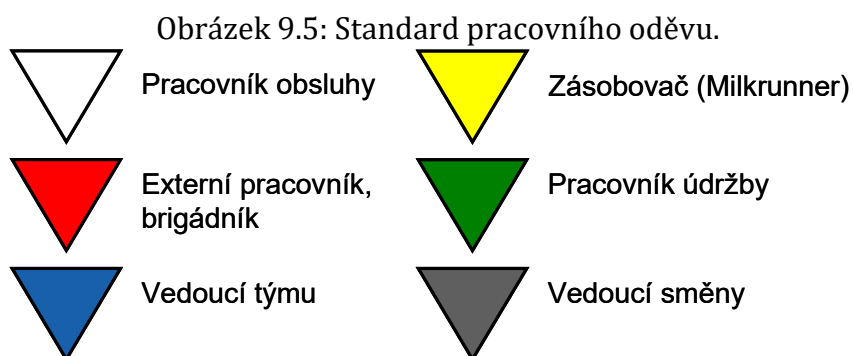 Obrázek 9.5: Standard pracovního oděvu.
Pracovník obsluhy
Zásobovač (Milkrunner)
Externí pracovník,
brigádník
Pracovník údržby
Vedoucí týmu
Vedoucí směny